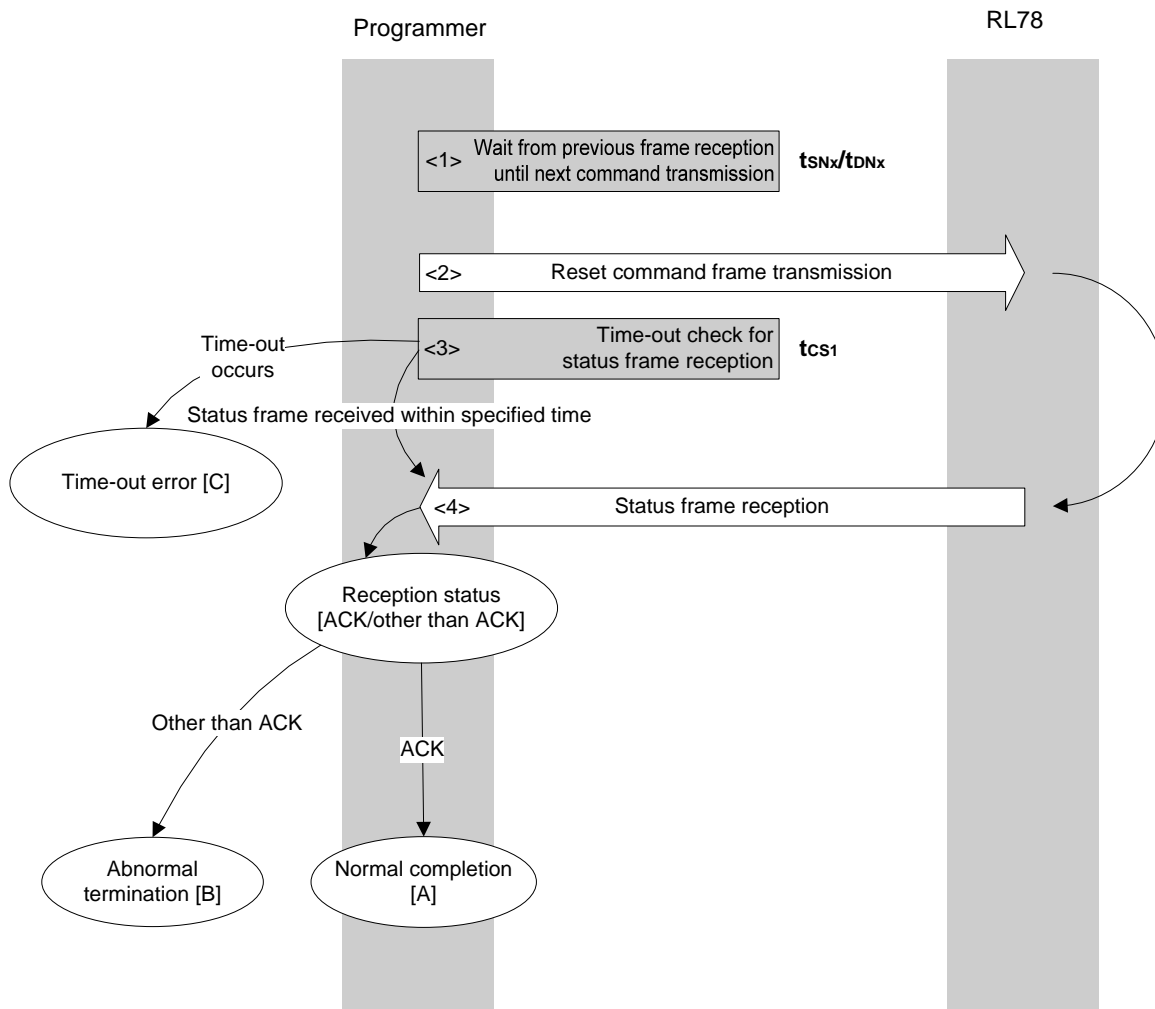 Programmer
RL78
<1>
Wait from previous frame reception
until next command transmission
tSNx/tDNx
<2>
Reset command frame transmission
<3>
Time-out check for
status frame reception
tCS1
Time-out
occurs
Status frame received within specified time
Time-out error [C]
<4>
Status frame reception
Reception status
[ACK/other than ACK]
Other than ACK
ACK
Abnormal
termination [B]
Normal completion
[A]